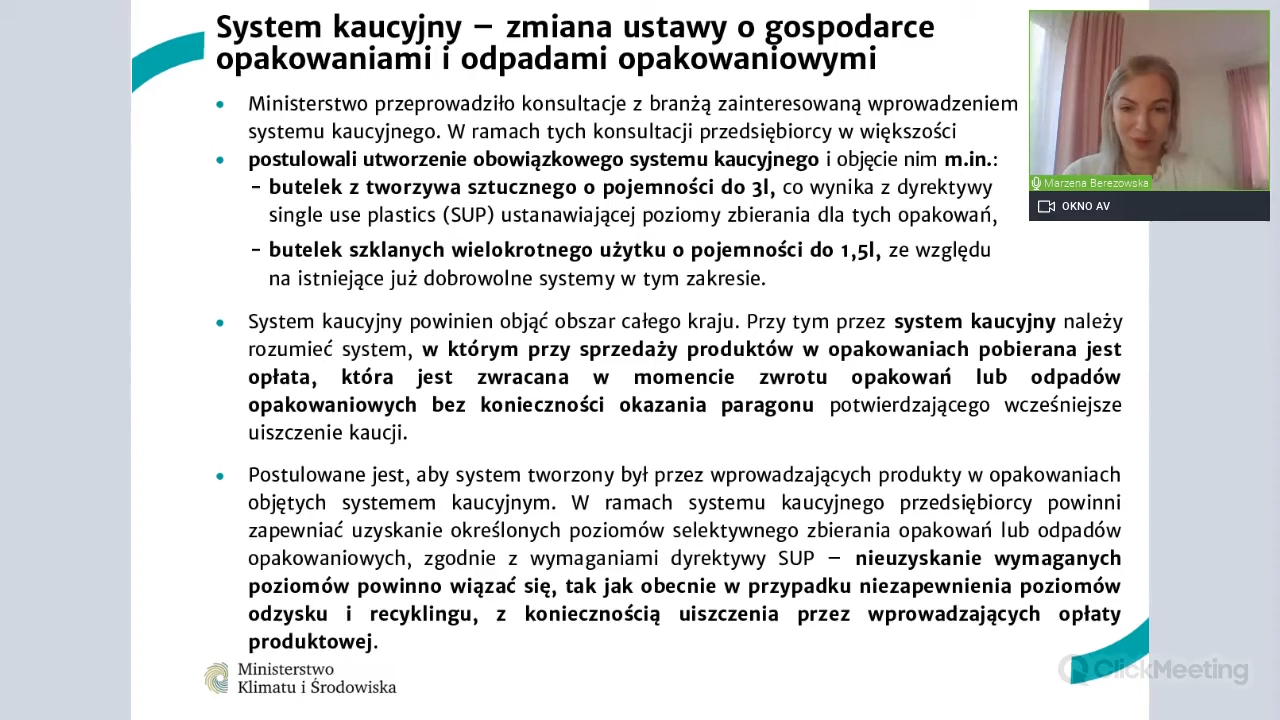 System kaucyjny – zmiana ustawy o gospodarce
opakowaniami i odpadami opakowaniowymi
• Ministerstwo przeprowadziło konsultacje z branżą zainteresowaną wprowadzeniem
systemu kaucyjnego. W ramach tych konsultacji przedsiębiorcy w większości
• postulowali utworzenie obowiązkowego systemu kaucyjnego i objęcie nim m.in.:
- butelek z tworzywa sztucznego o pojemności do 3l, co wynika z dyrektywy
single use plastics (SUP) ustanawiającej poziomy zbierania dla tych opakowań,
- butelek szklanych wielokrotnego użytku o pojemności do 1,5l, ze względu
na istniejące już dobrowolne systemy w tym zakresie.
• System kaucyjny powinien objąć obszar całego kraju. Przy tym przez system kaucyjny należy
rozumieć system, w którym przy sprzedaży produktów w opakowaniach pobierana jest
opłata, która jest zwracana w momencie zwrotu opakowań lub odpadów
opakowaniowych bez konieczności okazania paragonu potwierdzającego wcześniejsze
uiszczenie kaucji.
• Postulowane jest, aby system tworzony był przez wprowadzających produkty w opakowaniach
objętych systemem kaucyjnym. W ramach systemu kaucyjnego przedsiębiorcy powinni
zapewniać uzyskanie określonych poziomów selektywnego zbierania opakowań lub odpadów
opakowaniowych, zgodnie z wymaganiami dyrektywy SUP – nieuzyskanie wymaganych
poziomów powinno wiązać się, tak jak obecnie w przypadku niezapewnienia poziomów
odzysku i recyklingu, z koniecznością uiszczenia przez wprowadzających opłaty
produktowej.
Ministerstwo
Klimatu i Środowiska
Marzena Berezowska
OKNO AV
ClickMeeting